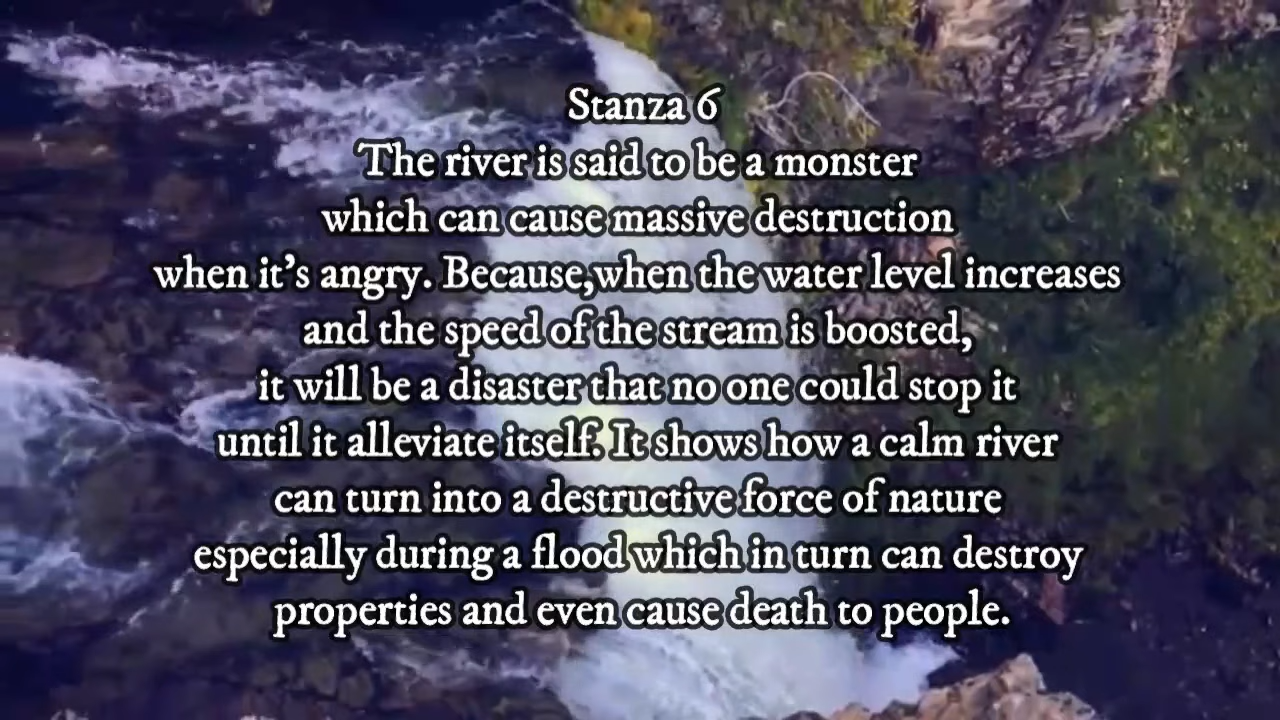 Stanza 6
The river is said to be a monster
which can cause massive destruction
when it's angry. Because,when the water level increases
and the speed of the stream is boosted,
it will be a disaster that no one could stop it
until it alleviate itself. It shows how a calm river
can turn into a destructive force of nature
especially during a flood which in turn can destroy
properties and even cause death to people.